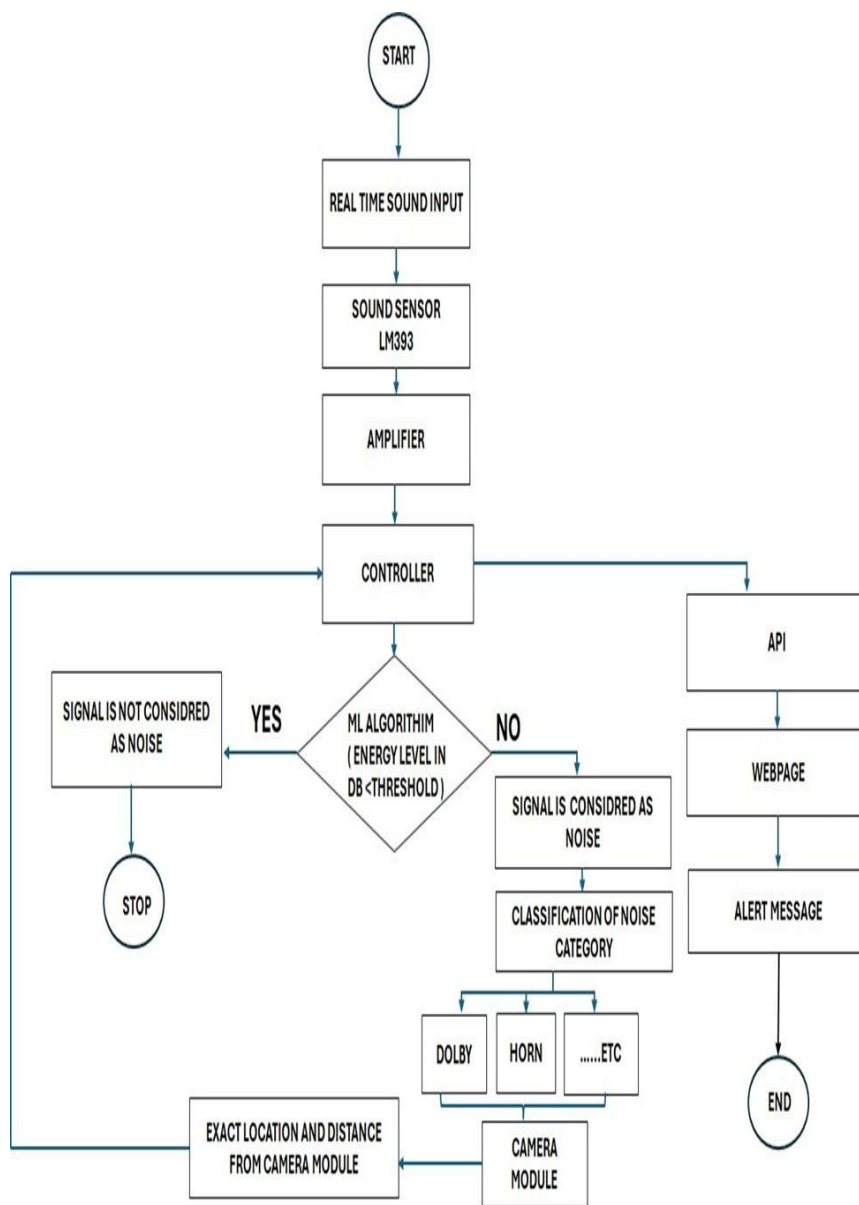 START
REAL TIME SOUND INPUT
SOUND SENSOR
LM393
AMPLIFIER
CONTROLLER
API
SIGNAL IS NOT CONSIDRED
AS NOISE
YES
ML ALGORITHIM
( ENERGY LEVEL IN
DB <THRESHOLD )
NO
WEBPAGE
SIGNAL IS CONSIDRED AS
NOISE
STOP
ALERT MESSAGE
CLASSIFICATION OF NOISE
CATEGORY
DOLBY
HORN
......ETC
END
EXACT LOCATION AND DISTANCE
FROM CAMERA MODULE
CAMERA
MODULE